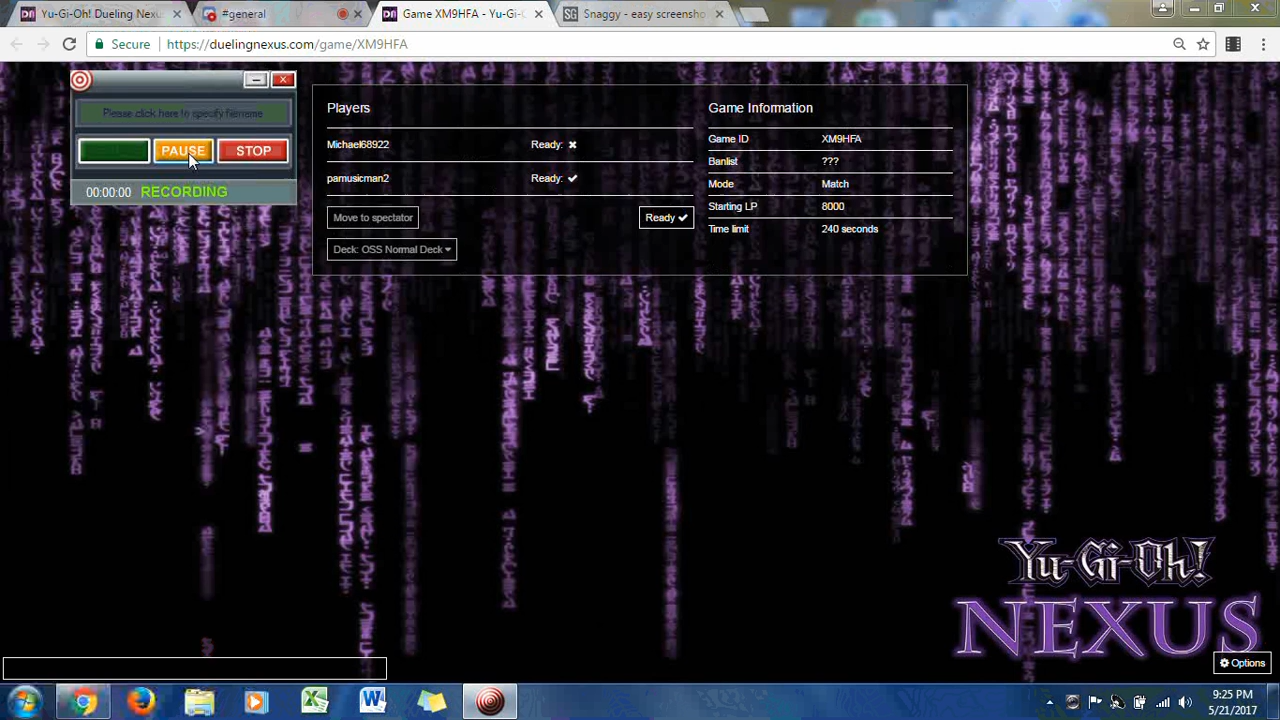 Yu-Gi-Oh! Dueling Nexus
#general
Game XM9HFA - Yu-Gi-O
Snaggy - easy screensho
Secure
https://duelingnexus.com/game/XM9HFA
Please click here to specify filename
PAUSE
STOP
00:00:00 RECORDING
Players
Michael68922 Ready: ✖
pamusicman2 Ready: ✔
Move to spectator
Ready ✔
Deck: OSS Normal Deck
Game Information
Game ID XM9HFA
Banlist ???
Mode Match
Starting LP 8000
Time limit 240 seconds
Yu-Gi-Oh!
NEXUS
Options
9:25 PM
5/21/2017